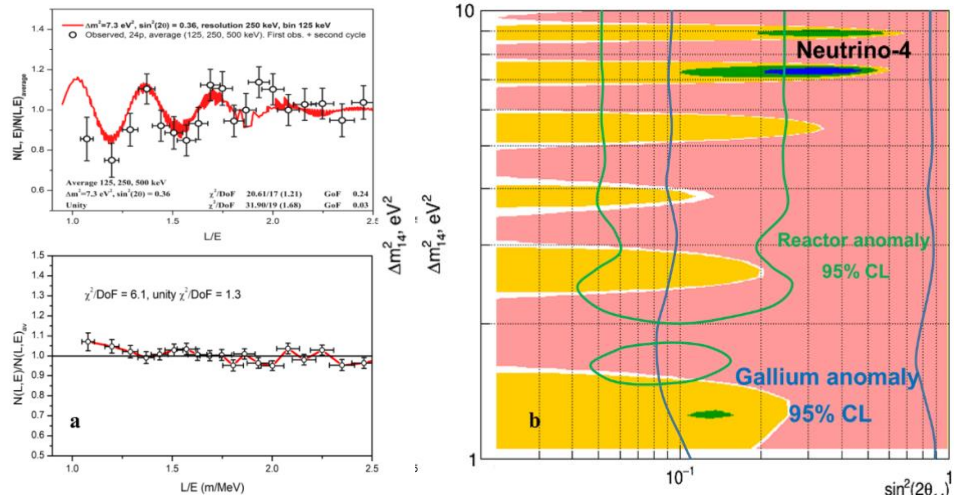 Δm²=7.3 eV², sin²(2θ) = 0.36, resolution 250 keV, bin 125 keV
Observed, 24p, average (125, 250, 500 keV). First obs. + second cycle
1.4
1.2
1.0
0.8
0.6
N(L, E)/N(L,E)average
Average 125, 250, 500 keV
Δm²=7.3 eV², sin²(2θ) = 0.36 χ²/DoF 20.61/17 (1.21) GoF 0.24
Unity χ²/DoF 31.90/19 (1.68) GoF 0.03
1.0 1.5 2.0 2.5
L/E
1.5
1.4
1.3
1.2
1.1
1.0
0.9
0.8
0.7
0.6
0.5
N(L.E)/N(L.E)av
χ²/DoF = 6.1, unity χ²/DoF = 1.3
a
1.0 1.5 2.0 2.5
L/E (m/MeV)
Δm²14, eV²
Δm²14, eV²
10
1
Neutrino-4
Reactor anomaly
95% CL
Gallium anomaly
95% CL
b
10⁻¹ 1
sin²(2θ